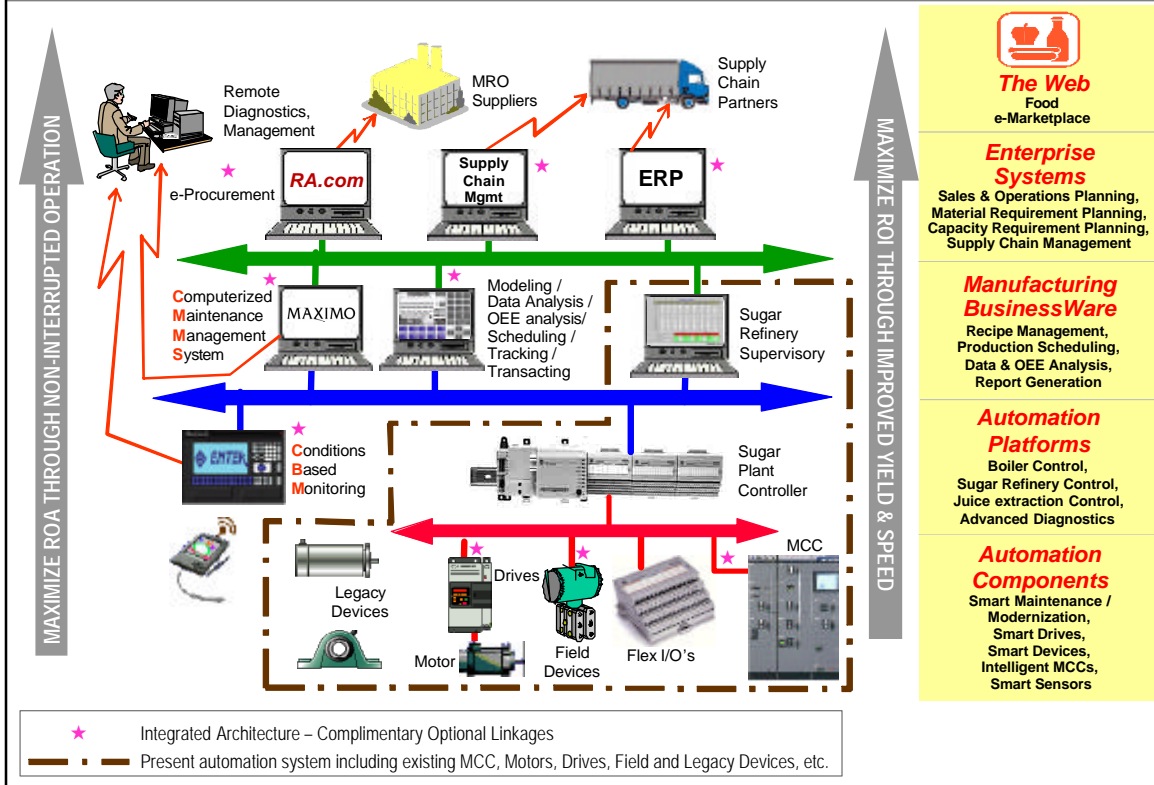 MAXIMIZE ROA THROUGH NON-INTERRUPTED OPERATION
Remote
Diagnostics,
Management
MRO
Suppliers
Supply
Chain
Partners
e-Procurement
RA.com
Supply
Chain
Mgmt
ERP
Computerized
Maintenance
Management
System
MAXIMO
Modeling /
Data Analysis /
OEE analysis/
Scheduling /
Tracking /
Transacting
Sugar
Refinery
Supervisory
ENTEK
Conditions
Based
Monitoring
Sugar
Plant
Controller
Legacy
Devices
Drives
Motor
Field
Devices
Flex I/O's
MCC
MAXIMIZE ROI THROUGH IMPROVED YIELD & SPEED
The Web
Food
e-Marketplace
Enterprise
Systems
Sales & Operations Planning,
Material Requirement Planning,
Capacity Requirement Planning,
Supply Chain Management
Manufacturing
BusinessWare
Recipe Management,
Production Scheduling,
Data & OEE Analysis,
Report Generation
Automation
Platforms
Boiler Control,
Sugar Refinery Control,
Juice extraction Control,
Advanced Diagnostics
Automation
Components
Smart Maintenance /
Modernization,
Smart Drives,
Smart Devices,
Intelligent MCCs,
Smart Sensors
Integrated Architecture – Complimentary Optional Linkages
Present automation system including existing MCC, Motors, Drives, Field and Legacy Devices, etc.